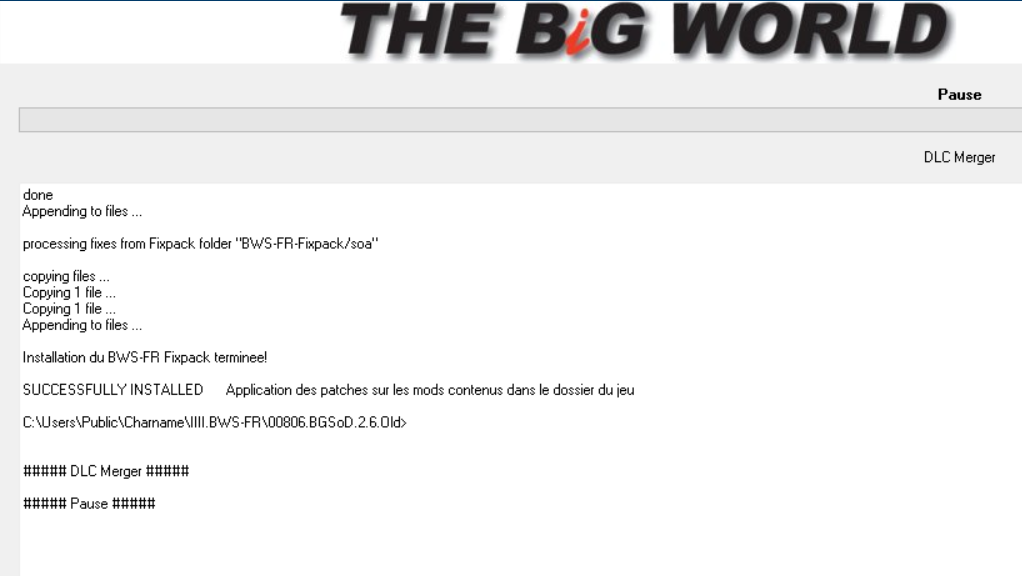 THE BiG WORLD
Pause
DLC Merger
done
Appending to files ...
processing fixes from Fixpack folder "BWS-FR-Fixpack/soa"
copying files ...
Copying 1 file ...
Copying 1 file ...
Appending to files ...
Installation du BWS-FR Fixpack terminee!
SUCCESSFULLY INSTALLED Application des patches sur les mods contenus dans le dossier du jeu
C:\Users\Public\Charname\IIII.BWS-FR\00806.BGSoD.2.6.Old>
##### DLC Merger #####
##### Pause #####